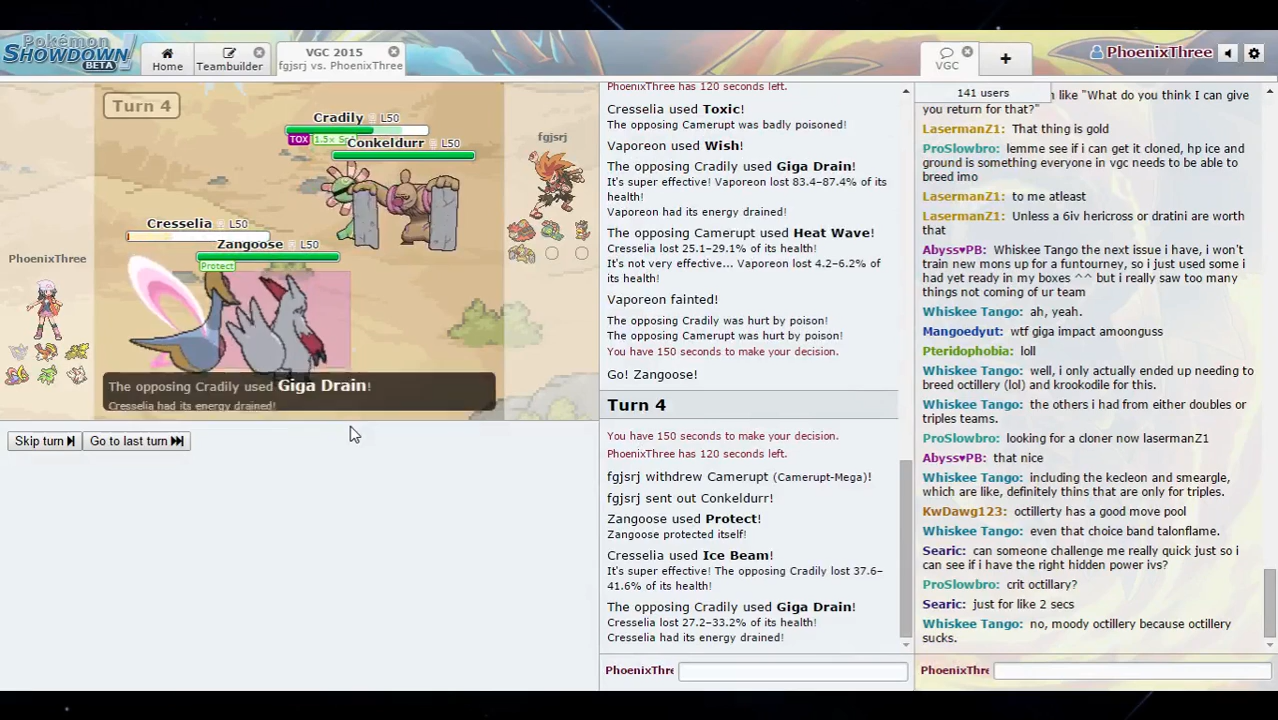 Pokémon
SHOWDOWN
BETA
Home
Teambuilder
VGC 2015
fgjsrj vs. PhoenixThree
VGC
+
PhoenixThree
Turn 4
Cradily L50
TOX
Conkeldurr L50
fgjsrj
Cresselia L50
Zangoose L50
Protect
PhoenixThree
The opposing Cradily used Giga Drain!
Cresselia had its energy drained!
Skip turn
Go to last turn
PhoenixThree has 120 seconds left.
Cresselia used Toxic!
The opposing Camerupt was badly poisoned!
Vaporeon used Wish!
The opposing Cradily used Giga Drain!
It's super effective! Vaporeon lost 83.4–87.4% of its
health!
Vaporeon had its energy drained!
The opposing Camerupt used Heat Wave!
Cresselia lost 25.1–29.1% of its health!
It's not very effective... Vaporeon lost 4.2–6.2% of its
health!
Vaporeon fainted!
The opposing Cradily was hurt by poison!
The opposing Camerupt was hurt by poison!
You have 150 seconds to make your decision.
Go! Zangoose!
Turn 4
You have 150 seconds to make your decision.
PhoenixThree has 120 seconds left.
fgjsrj withdrew Camerupt (Camerupt-Mega)!
fgjsrj sent out Conkeldurr!
Zangoose used Protect!
Zangoose protected itself!
Cresselia used Ice Beam!
It's super effective! The opposing Cradily lost 37.6–
41.6% of its health!
The opposing Cradily used Giga Drain!
Cresselia lost 27.2–33.2% of its health!
Cresselia had its energy drained!
PhoenixThre
141 users
like "What do you think I can give
you return for that?"
LasermanZ1: That thing is gold
ProSlowbro: lemme see if i can get it cloned, hp ice and
ground is something everyone in vgc needs to be able to
breed imo
LasermanZ1: to me atleast
LasermanZ1: Unless a 6iv hericross or dratini are worth
that
Abyss♥PB: Whiskee Tango the next issue i have, i won't
train new mons up for a funtourney, so i just used some i
had yet ready in my boxes ^^ but i really saw too many
things not coming of ur team
Whiskee Tango: ah, yeah.
Mangoedyut: wtf giga impact amoonguss
Pteridophobia: loll
Whiskee Tango: well, i only actually ended up needing to
breed octillery (lol) and krookodile for this.
Whiskee Tango: the others i had from either doubles or
triples teams.
ProSlowbro: looking for a cloner now lasermanZ1
Abyss♥PB: that nice
Whiskee Tango: including the kecleon and smeargle,
which are like, definitely thins that are only for triples.
KwDawg123: octillerty has a good move pool
Whiskee Tango: even that choice band talonflame.
Searic: can someone challenge me really quick just so i
can see if i have the right hidden power ivs?
ProSlowbro: crit octillary?
Searic: just for like 2 secs
Whiskee Tango: no, moody octillery because octillery
sucks.
PhoenixThre